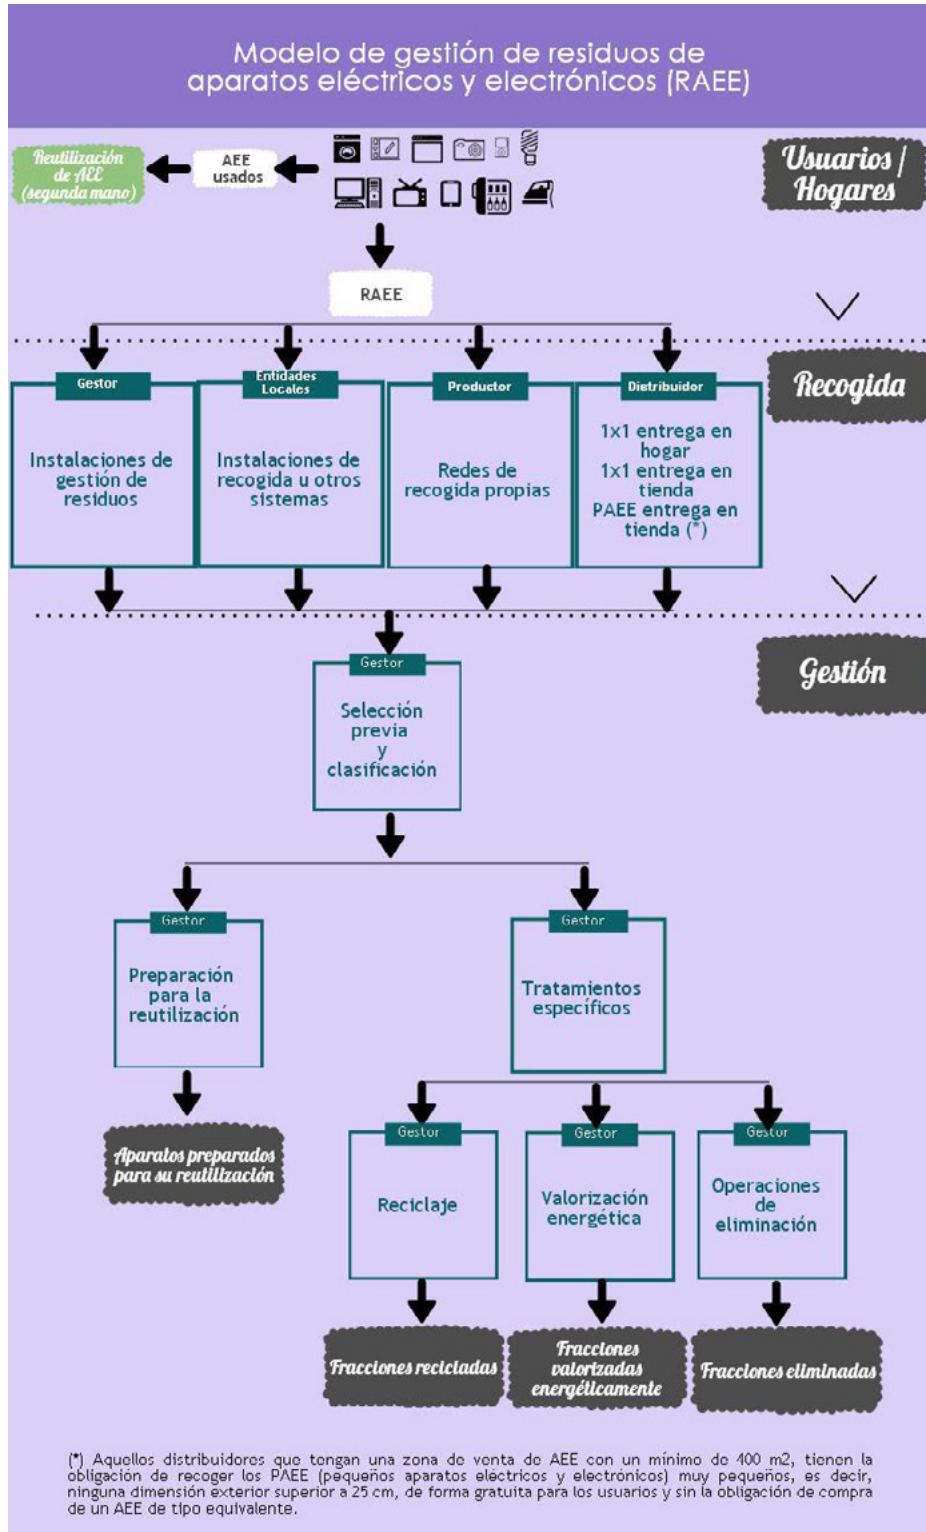 Modelo de gestión de residuos de
aparatos eléctricos y electrónicos (RAEE)
Reutilización
de AEE
(segunda mano)
AEE
usados
Usuarios /
Hogares
RAEE
Recogida
Gestor
Instalaciones de
gestión de
residuos
Entidades
Locales
Instalaciones de
recogida u otros
sistemas
Productor
Redes de
recogida propias
Distribuidor
1x1 entrega en
hogar
1x1 entrega en
tienda
PAEE entrega en
tienda (*)
Gestión
Gestor
Selección
previa
y
clasificación
Gestor
Preparación
para la
reutilización
Gestor
Tratamientos
específicos
Aparatos preparados
para su reutilización
Gestor
Reciclaje
Gestor
Valorización
energética
Gestor
Operaciones
de
eliminación
Fracciones recicladas
Fracciones
valorizadas
energéticamente
Fracciones eliminadas
(*) Aquellos distribuidores que tengan una zona de venta de AEE con un mínimo de 400 m2, tienen la
obligación de recoger los PAEE (pequeños aparatos eléctricos y electrónicos) muy pequeños, es decir,
ninguna dimensión exterior superior a 25 cm, de forma gratuita para los usuarios y sin la obligación de compra
de un AEE de tipo equivalente.